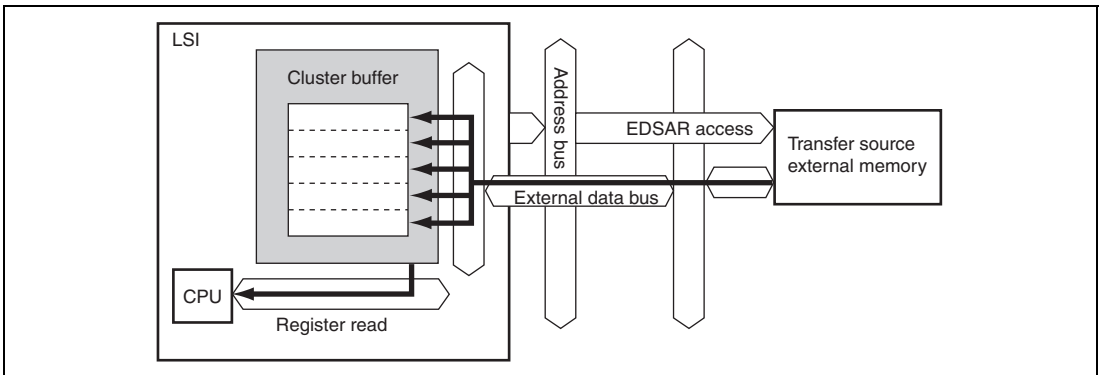 LSI
Cluster buffer
Address bus
EDSAR access
Transfer source
external memory
External data bus
CPU
Register read